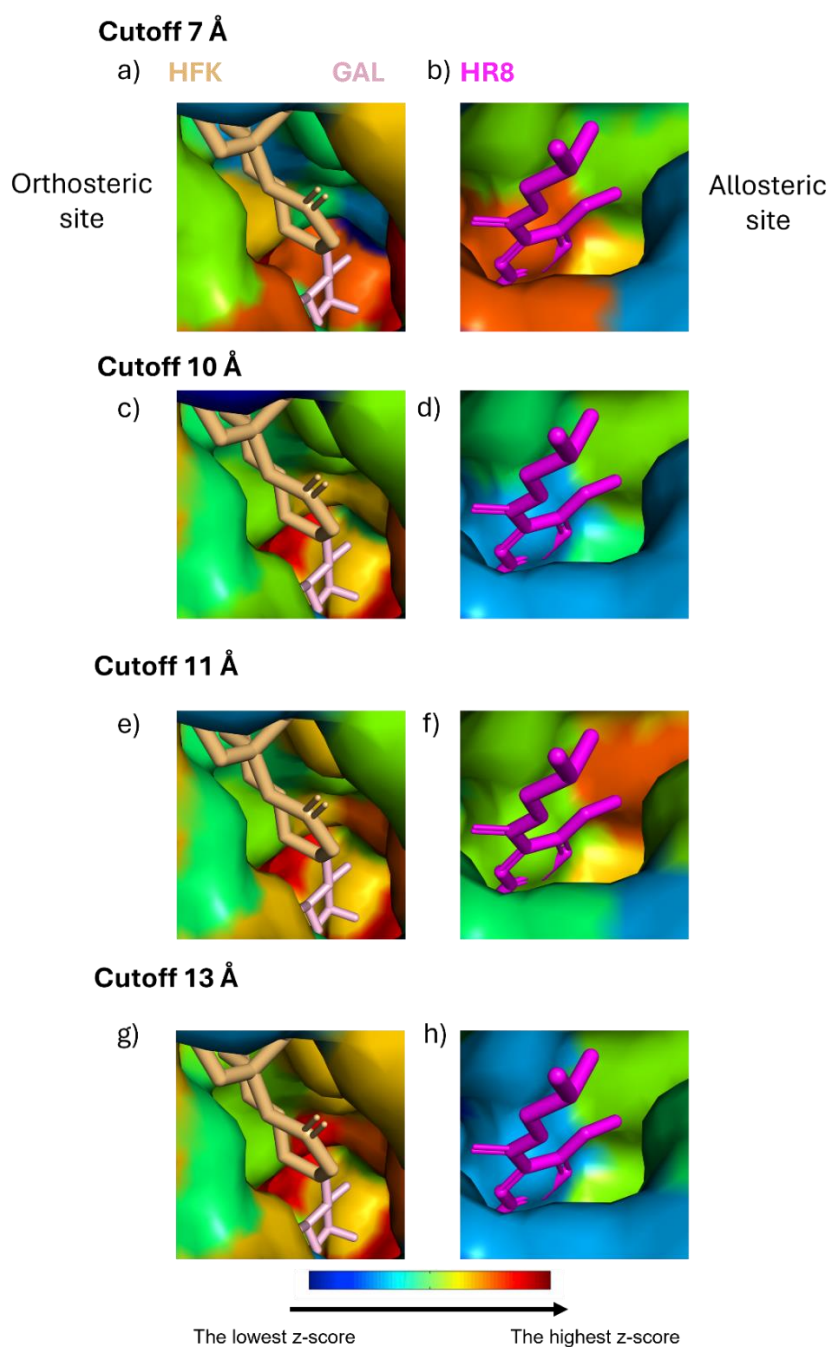 Cutoff 7 Å
a) HFK GAL b) HR8
Orthosteric
site
Allosteric
site
Cutoff 10 Å
c) d)
Cutoff 11 Å
e) f)
Cutoff 13 Å
g) h)
The lowest z-score The highest z-score